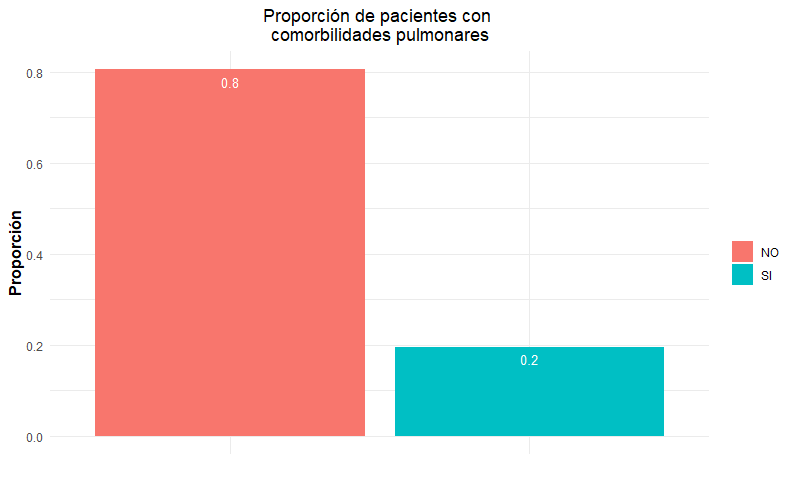 Proporción de pacientes con
comorbilidades pulmonares
Proporción
0.8
0.6
0.4
0.2
0.0
0.8
0.2
NO
SI